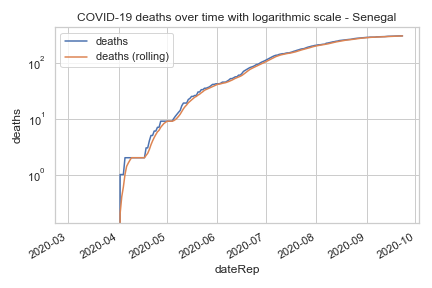 COVID-19 deaths over time with logarithmic scale - Senegal
deaths
deaths (rolling)
10²
10¹
10⁰
deaths
2020-03
2020-04
2020-05
2020-06
2020-07
2020-08
2020-09
2020-10
dateRep